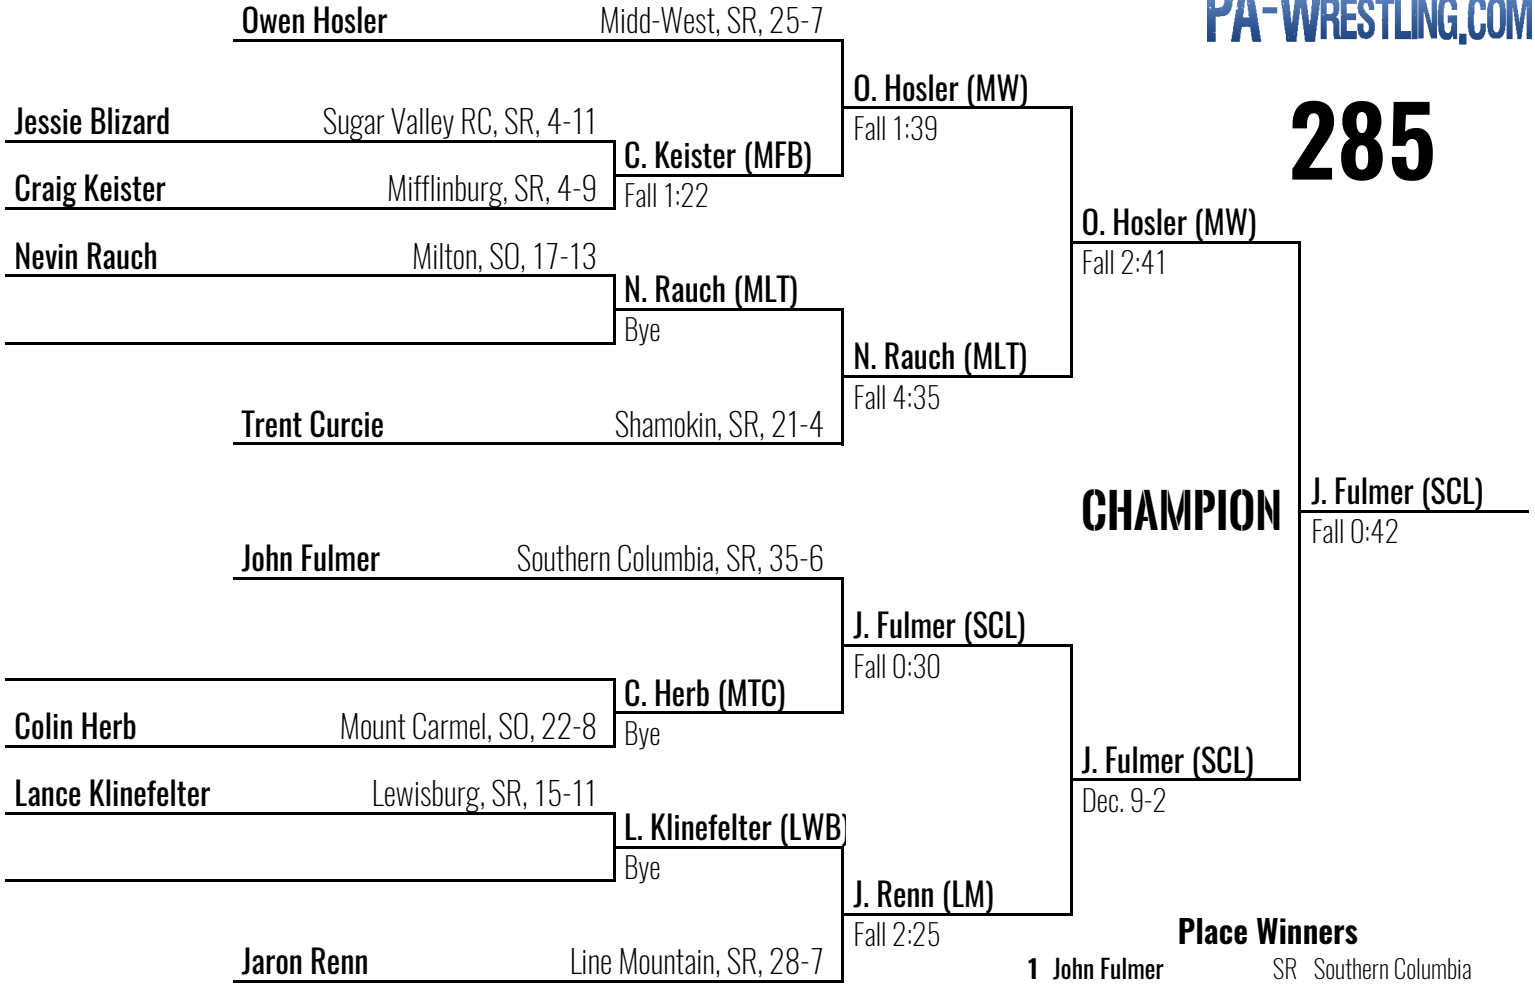 PA-WRESTLING.COM
285
Owen Hosler Midd-West, SR, 25-7
O. Hosler (MW)
Fall 1:39
Jessie Blizard Sugar Valley RC, SR, 4-11
C. Keister (MFB)
Fall 1:22
Craig Keister Mifflinburg, SR, 4-9
O. Hosler (MW)
Fall 2:41
Nevin Rauch Milton, SO, 17-13
N. Rauch (MLT)
Bye
N. Rauch (MLT)
Fall 4:35
Trent Curcie Shamokin, SR, 21-4
CHAMPION
J. Fulmer (SCL)
Fall 0:42
John Fulmer Southern Columbia, SR, 35-6
J. Fulmer (SCL)
Fall 0:30
C. Herb (MTC)
Bye
Colin Herb Mount Carmel, SO, 22-8
J. Fulmer (SCL)
Dec. 9-2
Lance Klinefelter Lewisburg, SR, 15-11
L. Klinefelter (LWB)
Bye
J. Renn (LM)
Fall 2:25
Jaron Renn Line Mountain, SR, 28-7
Place Winners
1 John Fulmer SR Southern Columbia